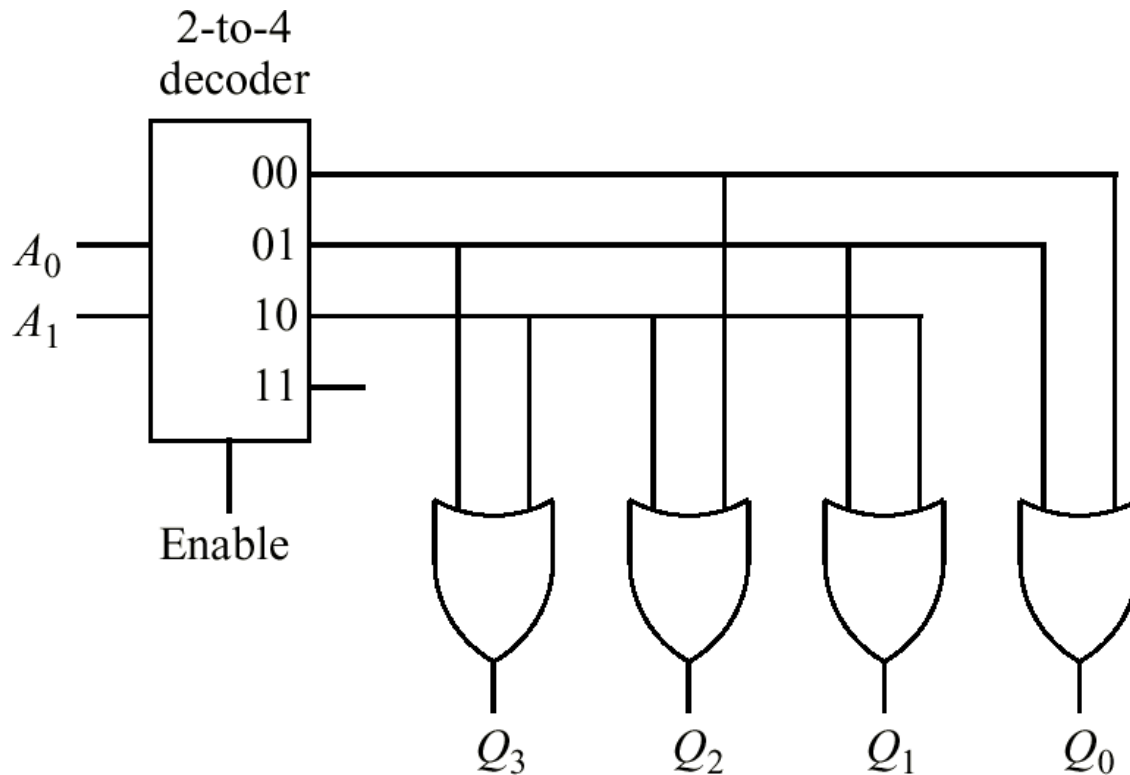 2-to-4
decoder
00
A₀ 01
A₁ 10
11
Enable
Q₃ Q₂ Q₁ Q₀